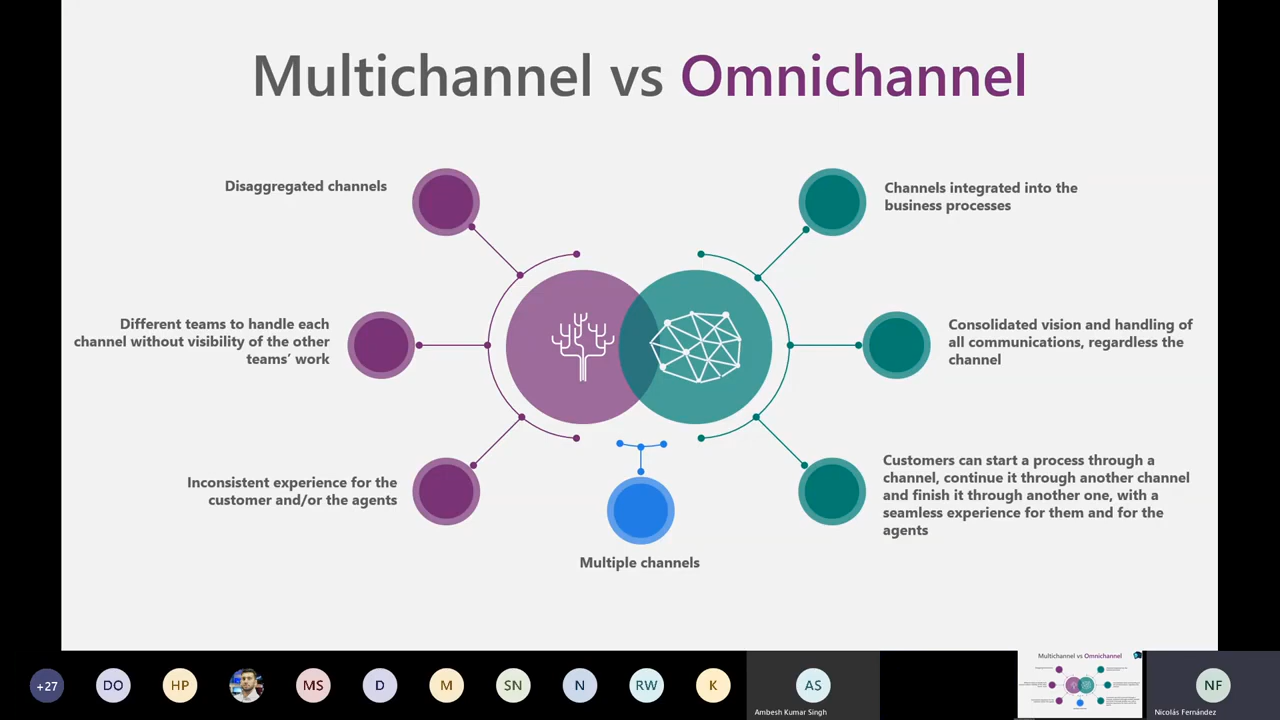 Multichannel vs Omnichannel
Disaggregated channels
Different teams to handle each
channel without visibility of the other
teams’ work
Inconsistent experience for the
customer and/or the agents
Multiple channels
Channels integrated into the
business processes
Consolidated vision and handling of
all communications, regardless the
channel
Customers can start a process through a
channel, continue it through another channel
and finish it through another one, with a
seamless experience for them and for the
agents
+27
DO
HP
MS
D
M
SN
N
RW
K
AS
Ambesh Kumar Singh
Multichannel vs Omnichannel
NF
Nicolás Fernández